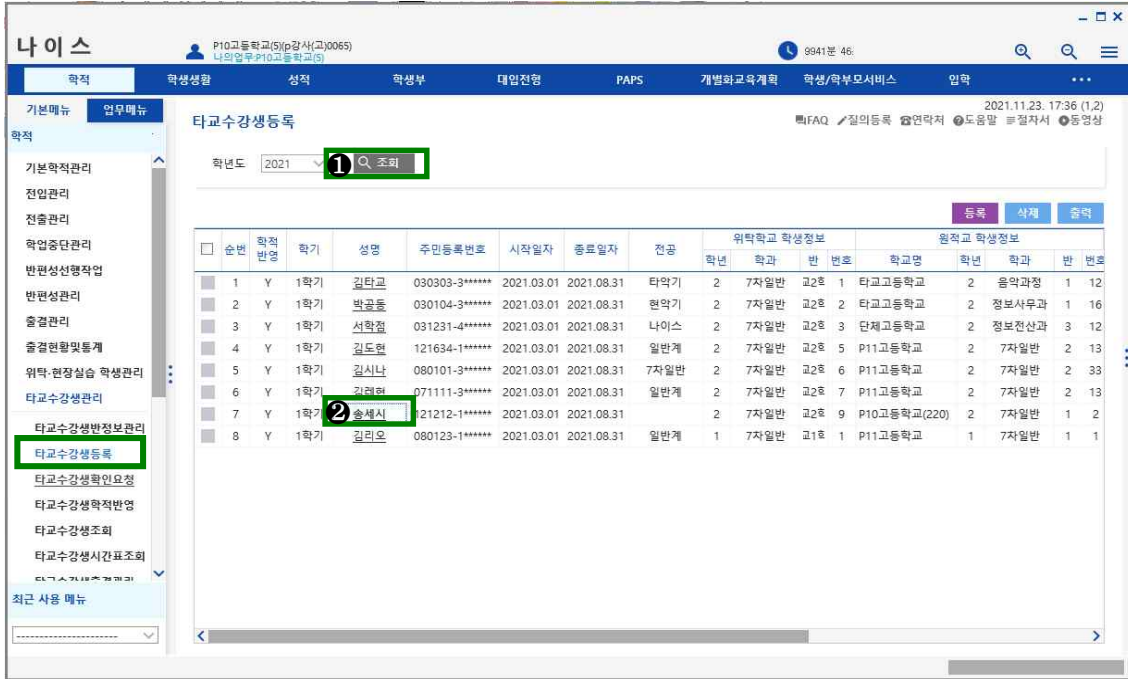 나이스
P10고등학교(5)(p강사(고)0065)
나의업무:P10고등학교(5)
9941분 46:
학적 학생생활 성적 학생부 대입전형 PAPS 개별화교육계획 학생/학부모서비스 입학 ...
기본메뉴 업무메뉴
학적
기본학적관리
전입관리
전출관리
학업중단관리
반편성선행작업
반편성관리
출결관리
출결현황및통계
위탁·현장실습 학생관리
타교수강생관리
타교수강생반정보관리
타교수강생등록
타교수강생확인요청
타교수강생학적반영
타교수강생조회
타교수강생시간표조회
최근 사용 메뉴
----------------------
2021.11.23. 17:36 (1,2)
타교수강생등록
FAQ 질의등록 연락처 도움말 절차서 동영상
학년도 2021 ❶ 조회
등록 삭제 출력
순번 학적반영 학기 성명 주민등록번호 시작일자 종료일자 전공 위탁학교 학생정보 원적교 학생정보
학년 학과 반 번호 학교명 학년 학과 반 번호
1 Y 1학기 김타교 030303-3****** 2021.03.01 2021.08.31 타악기 2 7차일반 교2호 1 타교고등학교 2 음악과정 1 12
2 Y 1학기 박공동 030104-3****** 2021.03.01 2021.08.31 현악기 2 7차일반 교2호 2 타교고등학교 2 정보사무과 1 16
3 Y 1학기 서학점 031231-4****** 2021.03.01 2021.08.31 나이스 2 7차일반 교2호 3 단체고등학교 2 정보전산과 3 12
4 Y 1학기 김도현 121634-1****** 2021.03.01 2021.08.31 일반계 2 7차일반 교2호 5 P11고등학교 2 7차일반 2 13
5 Y 1학기 김시나 080101-3****** 2021.03.01 2021.08.31 7차일반 2 7차일반 교2호 6 P11고등학교 2 7차일반 2 33
6 Y 1학기 김레현 071111-3****** 2021.03.01 2021.08.31 일반계 2 7차일반 교2호 7 P11고등학교 2 7차일반 2 13
7 Y 1학기 ❷ 송세시 121212-1****** 2021.03.01 2021.08.31 2 7차일반 교2호 9 P10고등학교(220) 2 7차일반 1 2
8 Y 1학기 김리오 080123-1****** 2021.03.01 2021.08.31 일반계 1 7차일반 교1호 1 P11고등학교 1 7차일반 1 1